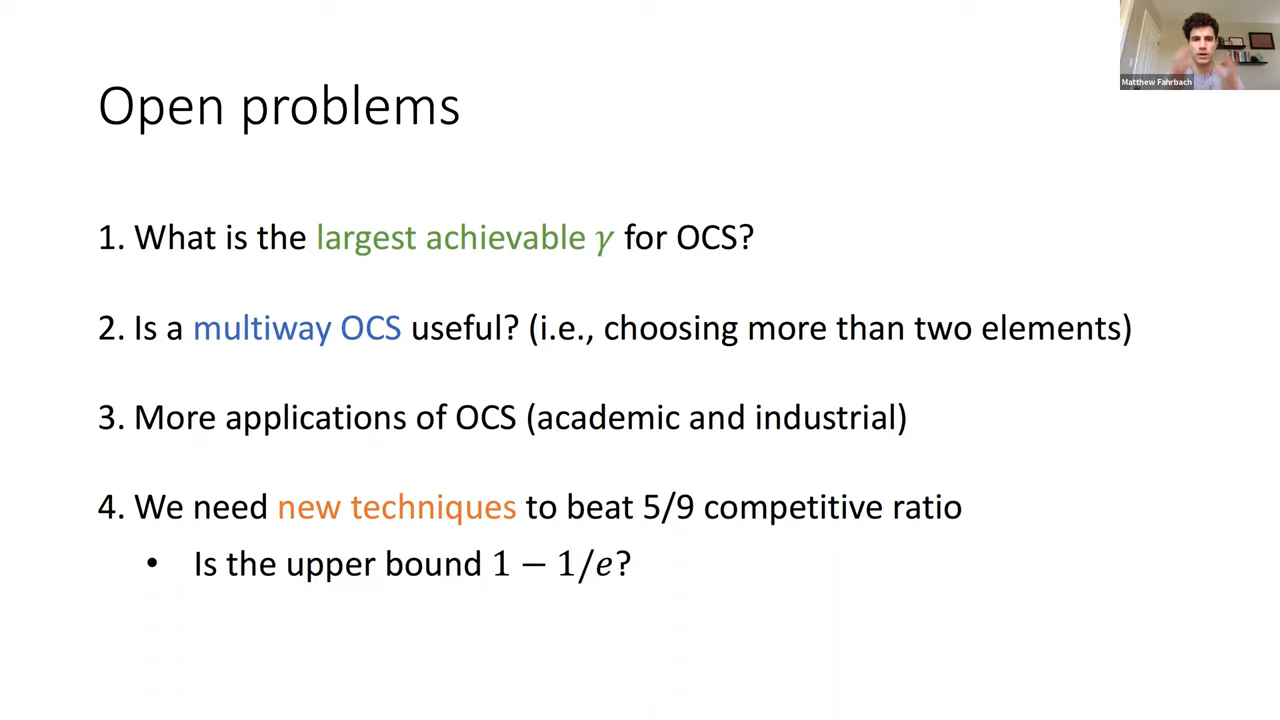 Matthew Fahrbach
Open problems
1. What is the largest achievable γ for OCS?
2. Is a multiway OCS useful? (i.e., choosing more than two elements)
3. More applications of OCS (academic and industrial)
4. We need new techniques to beat 5/9 competitive ratio
• Is the upper bound 1 − 1/e?